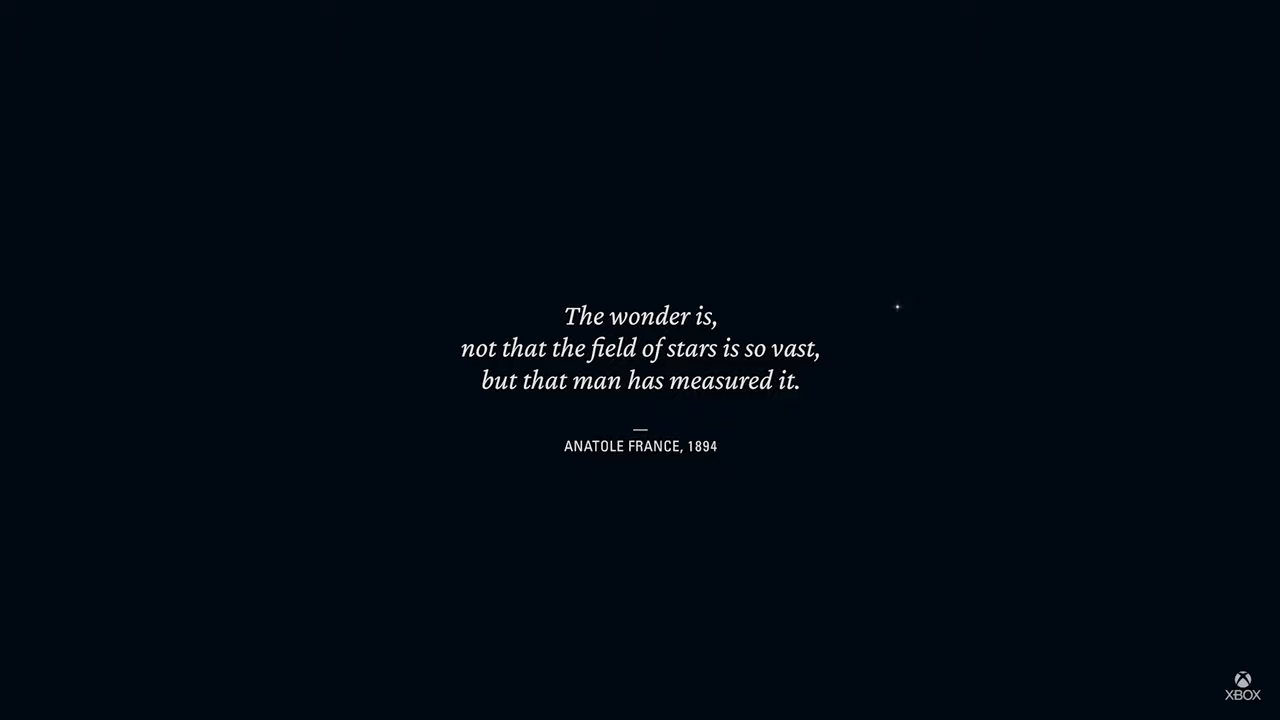 The wonder is,
not that the field of stars is so vast,
but that man has measured it.
—
ANATOLE FRANCE, 1894
XBOX